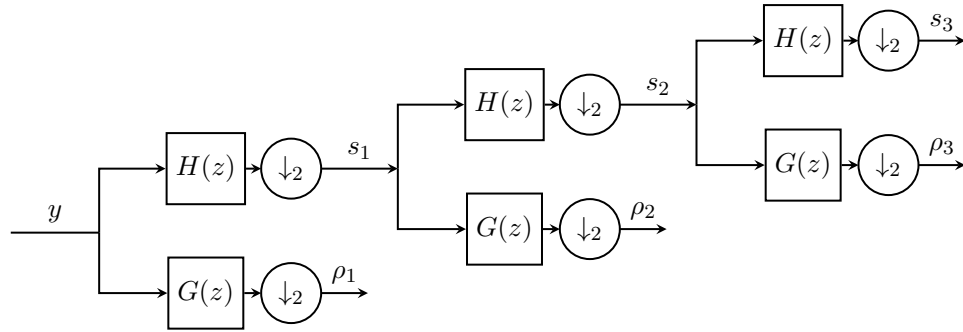 H(z) ↓₂ s₃
H(z) ↓₂ s₂
G(z) ↓₂ ρ₃
H(z) ↓₂ s₁
y
G(z) ↓₂ ρ₂
G(z) ↓₂ ρ₁